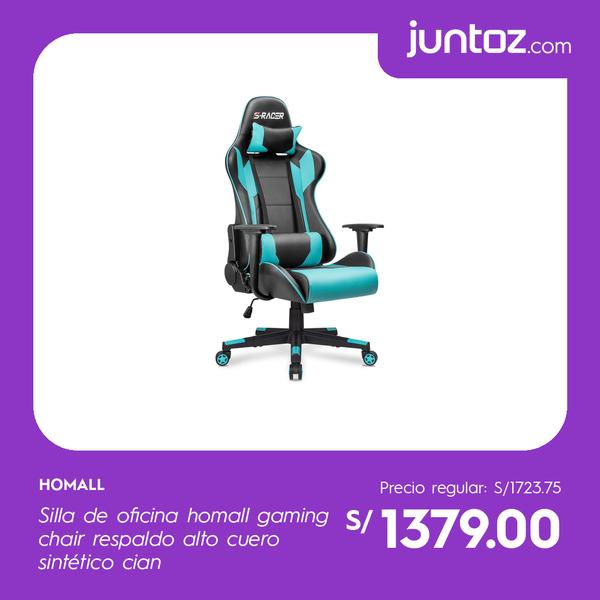 juntoz.com
S-RACER
HOMALL
Silla de oficina homall gaming
chair respaldo alto cuero
sintético cian
Precio regular: S/1723.75
S/1379.00